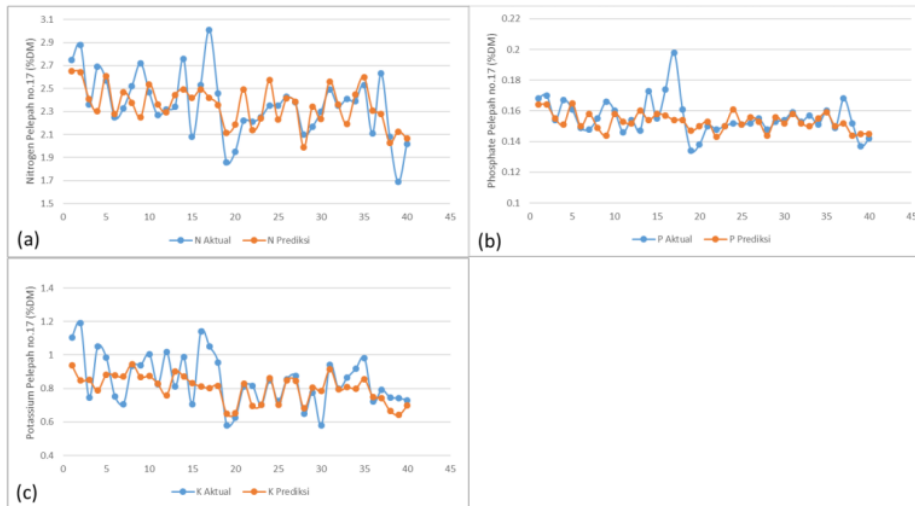 Nitrogen Pelepah no.17 (%DM)
3.1
2.9
2.7
2.5
2.3
2.1
1.9
1.7
1.5
0 5 10 15 20 25 30 35 40 45
(a)
N Aktual N Prediksi
Phosphate Pelepah no.17 (%DM)
0.22
0.2
0.18
0.16
0.14
0.12
0.1
0 5 10 15 20 25 30 35 40 45
(b)
P Aktual P Prediksi
Potassium Pelepah no.17 (%DM)
1.4
1.2
1
0.8
0.6
0.4
0 5 10 15 20 25 30 35 40 45
(c)
K Aktual K Prediksi